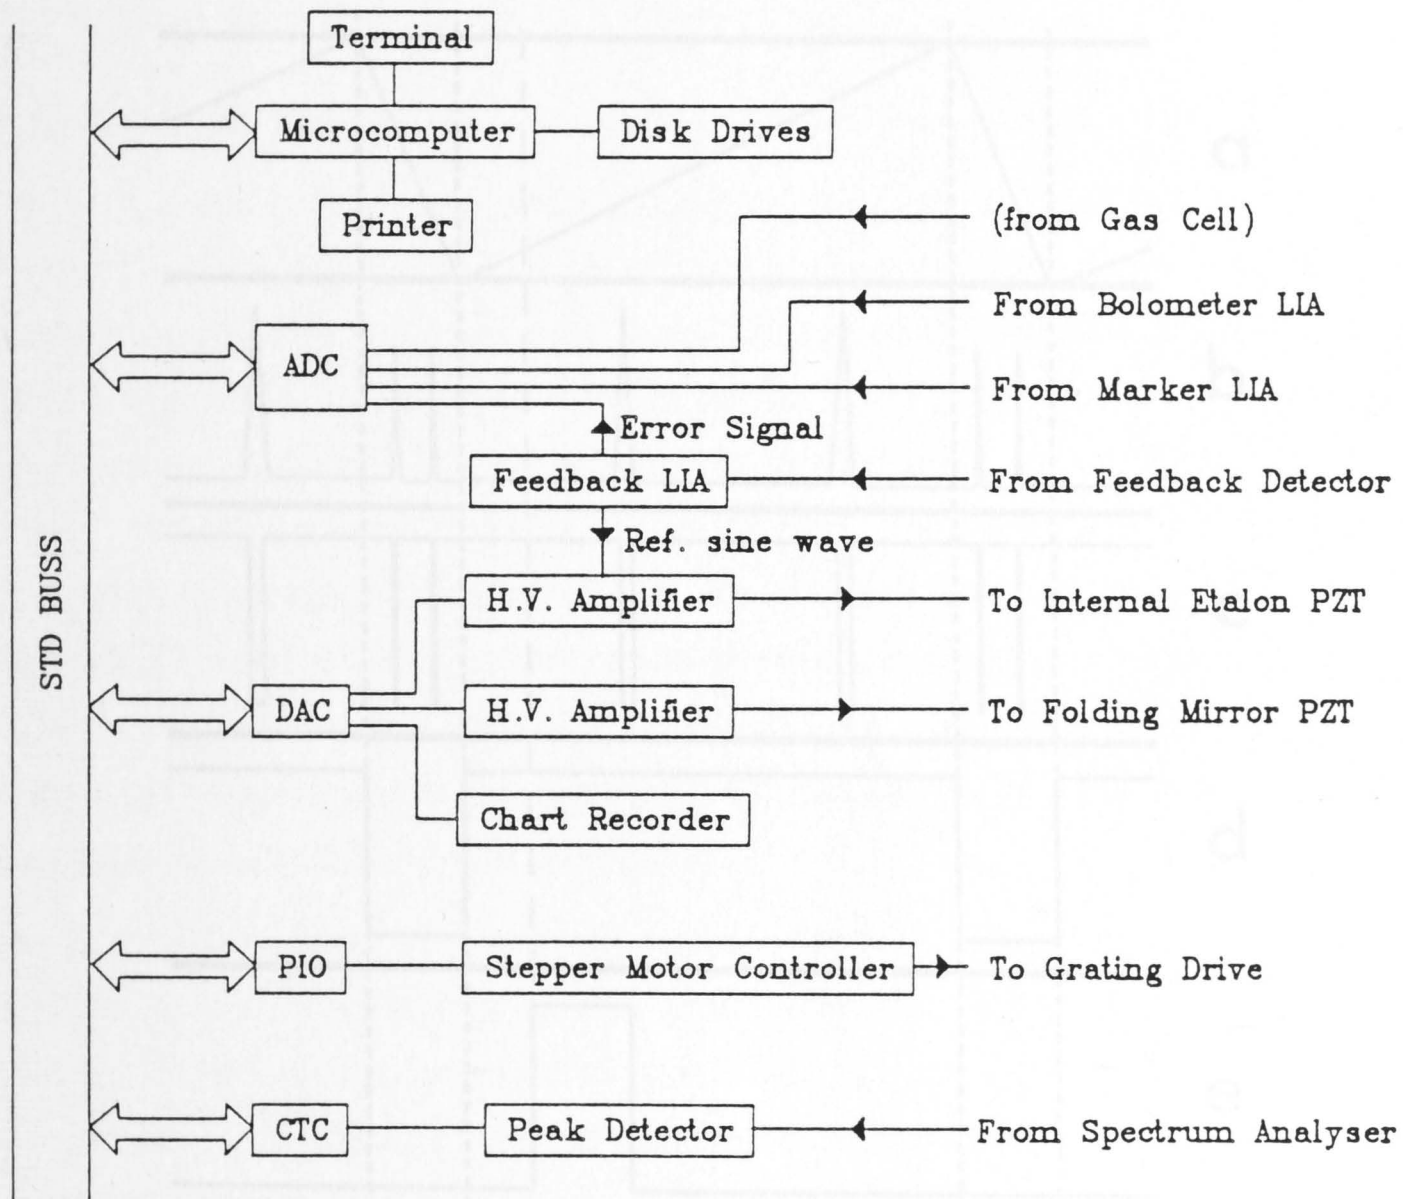 Terminal
Microcomputer
Disk Drives
Printer
(from Gas Cell)
From Bolometer LIA
ADC
From Marker LIA
Error Signal
Feedback LIA
From Feedback Detector
Ref. sine wave
STD BUSS
H.V. Amplifier
To Internal Etalon PZT
DAC
H.V. Amplifier
To Folding Mirror PZT
Chart Recorder
PIO
Stepper Motor Controller
To Grating Drive
CTC
Peak Detector
From Spectrum Analyser